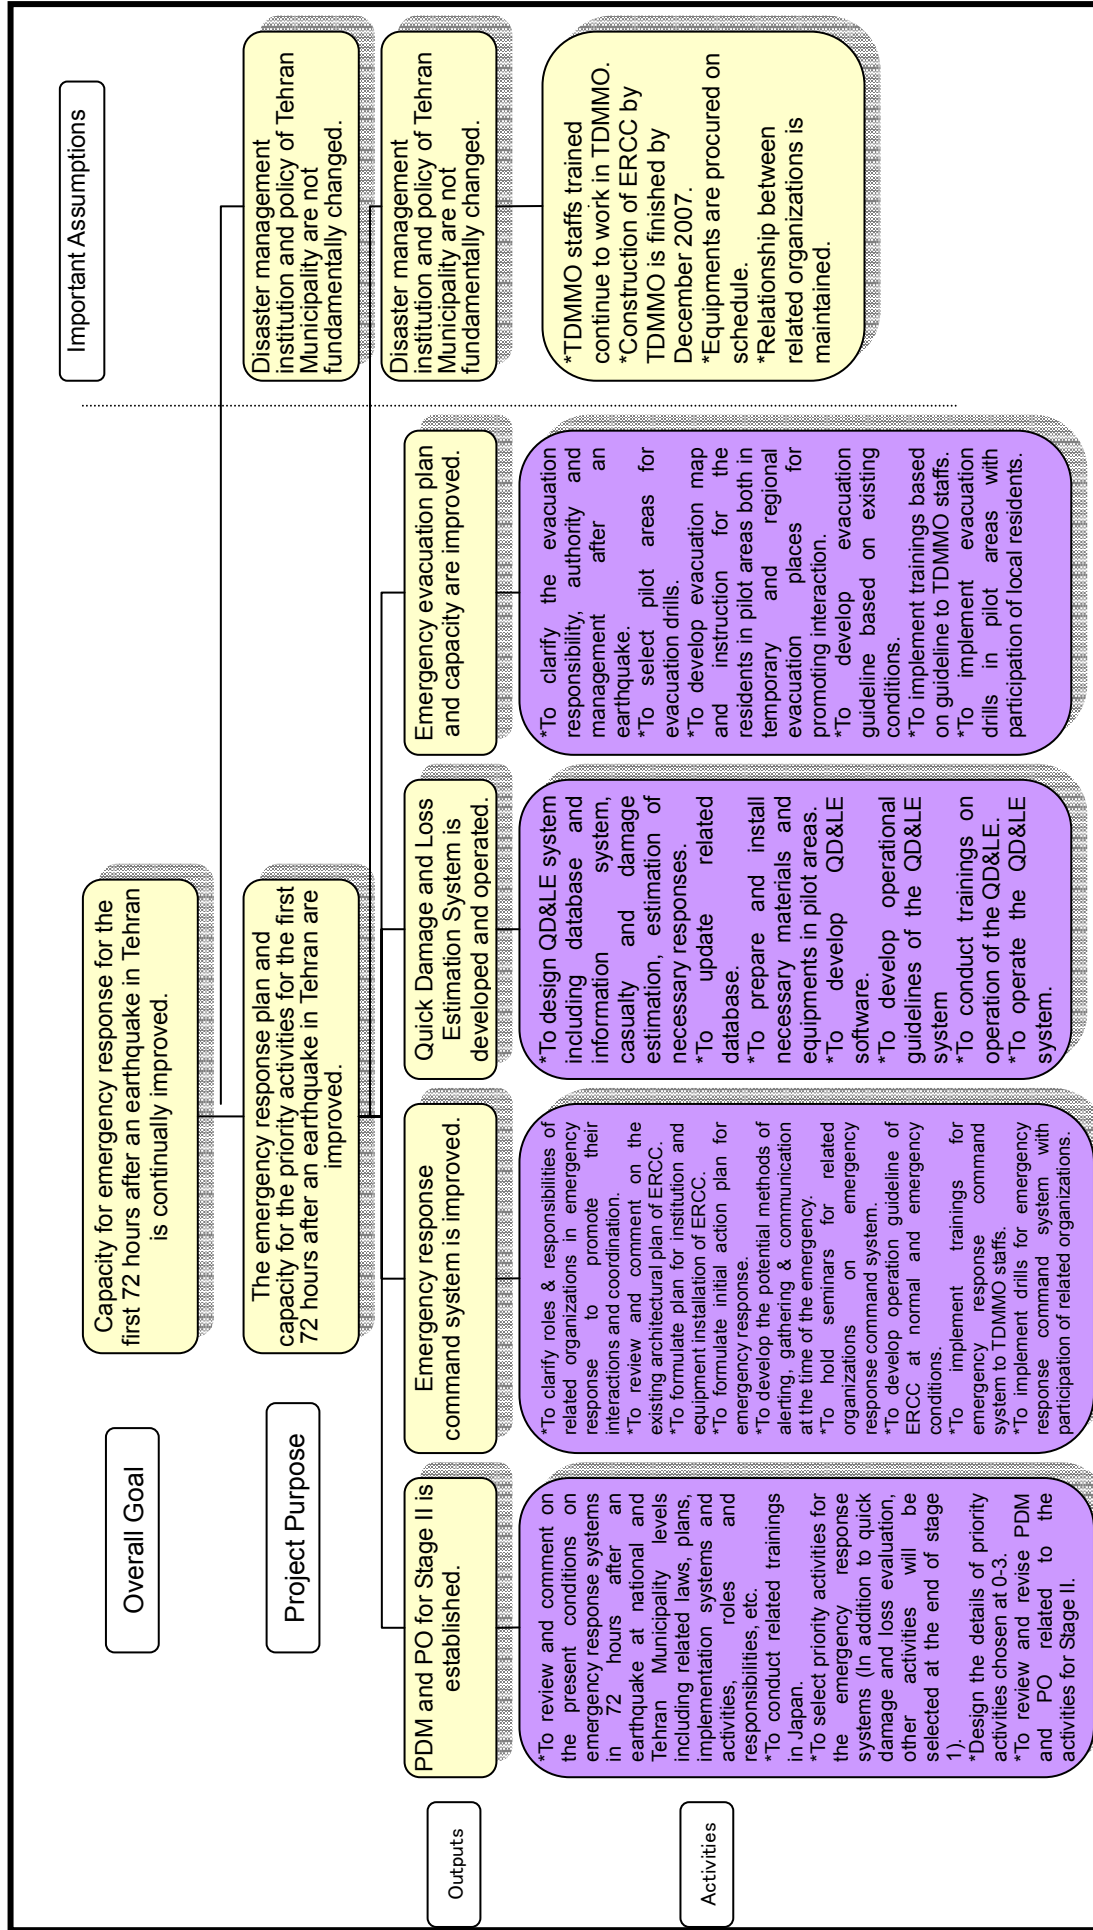 Important Assumptions
Overall Goal
Capacity for emergency response for the
first 72 hours after an earthquake in Tehran
is continually improved.
Disaster management
institution and policy of Tehran
Municipality are not
fundamentally changed.
Project Purpose
The emergency response plan and
capacity for the priority activities for the first
72 hours after an earthquake in Tehran are
improved.
Disaster management
institution and policy of Tehran
Municipality are not
fundamentally changed.
Outputs
PDM and PO for Stage II is
established.
Emergency response
command system is improved.
Quick Damage and Loss
Estimation System is
developed and operated.
Emergency evacuation plan
and capacity are improved.
Activities
*To review and comment on
the present conditions on
emergency response systems
in 72 hours after an
earthquake at national and
Tehran Municipality levels
including related laws, plans,
implementation systems and
activities, roles and
responsibilities, etc.
*To conduct related trainings
in Japan.
*To select priority activities for
the emergency response
systems (In addition to quick
damage and loss evaluation,
other activities will be
selected at the end of stage
1).
*Design the details of priority
activities chosen at 0-3.
*To review and revise PDM
and PO related to the
activities for Stage II.
*To clarify roles & responsibilities of
related organizations in emergency
response to promote their
interactions and coordination.
*To review and comment on the
existing architectural plan of ERCC.
*To formulate plan for institution and
equipment installation of ERCC.
*To formulate initial action plan for
emergency response.
*To develop the potential methods of
alerting, gathering & communication
at the time of the emergency.
*To hold seminars for related
organizations on emergency
response command system.
*To develop operation guideline of
ERCC at normal and emergency
conditions.
*To implement trainings for
emergency response command
system to TDMMO staffs.
*To implement drills for emergency
response command system with
participation of related organizations.
*To design QD&LE system
including database and
information system,
casualty and damage
estimation, estimation of
necessary responses.
*To update related
database.
*To prepare and install
necessary materials and
equipments in pilot areas.
*To develop QD&LE
software.
*To develop operational
guidelines of the QD&LE
system
*To conduct trainings on
operation of the QD&LE.
*To operate the QD&LE
system.
*To clarify the evacuation
responsibility, authority and
management after an
earthquake.
*To select pilot areas for
evacuation drills.
*To develop evacuation map
and instruction for the
residents in pilot areas both in
temporary and regional
evacuation places for
promoting interaction.
*To develop evacuation
guideline based on existing
conditions.
*To implement trainings based
on guideline to TDMMO staffs.
*To implement evacuation
drills in pilot areas with
participation of local residents.
*TDMMO staffs trained
continue to work in TDMMO.
*Construction of ERCC by
TDMMO is finished by
December 2007.
*Equipments are procured on
schedule.
*Relationship between
related organizations is
maintained.